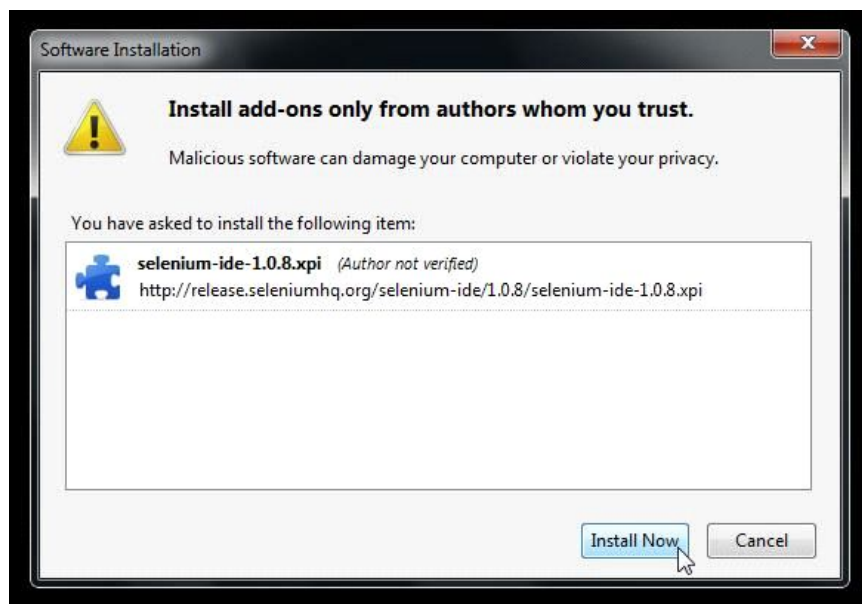 Software Installation
Install add-ons only from authors whom you trust.
Malicious software can damage your computer or violate your privacy.
You have asked to install the following item:
selenium-ide-1.0.8.xpi (Author not verified)
http://release.seleniumhq.org/selenium-ide/1.0.8/selenium-ide-1.0.8.xpi
Install Now Cancel